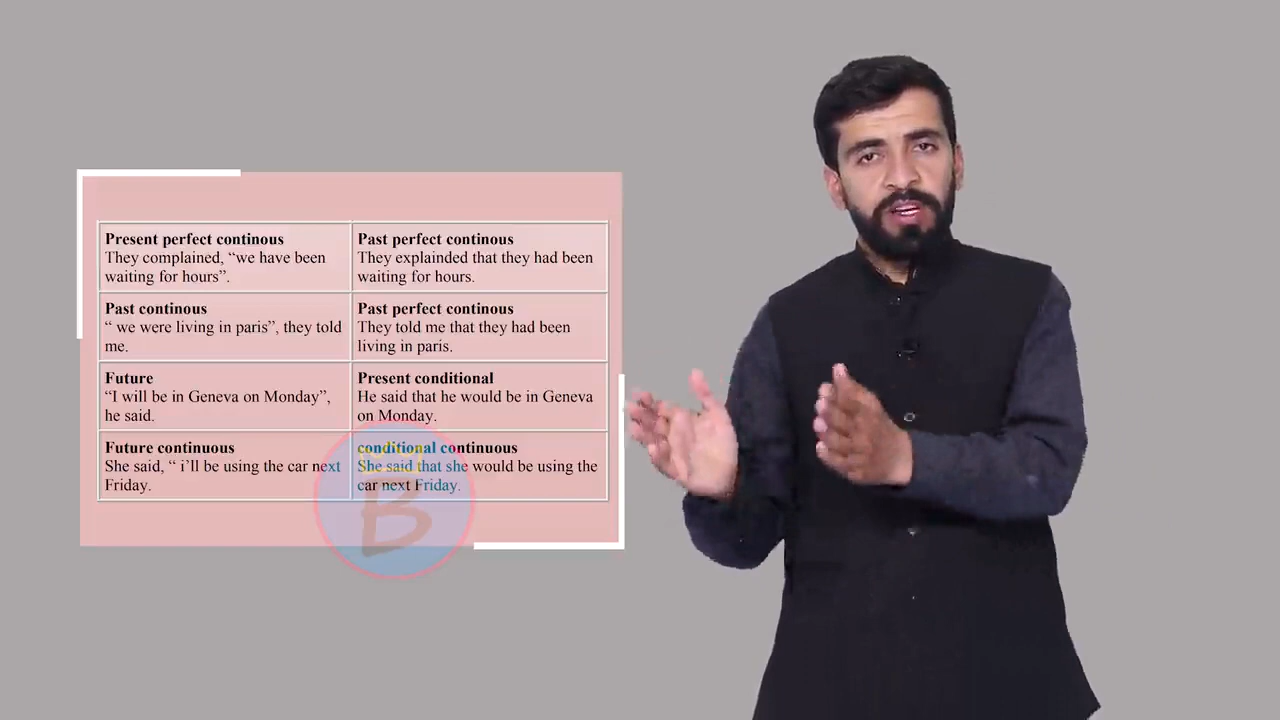 Present perfect continous
They complained, “we have been
waiting for hours”.
Past perfect continous
They explainded that they had been
waiting for hours.
Past continous
“ we were living in paris”, they told
me.
Past perfect continous
They told me that they had been
living in paris.
Future
“I will be in Geneva on Monday”,
he said.
Present conditional
He said that he would be in Geneva
on Monday.
Future continuous
She said, “ i’ll be using the car next
Friday.
conditional continuous
She said that she would be using the
car next Friday.
B